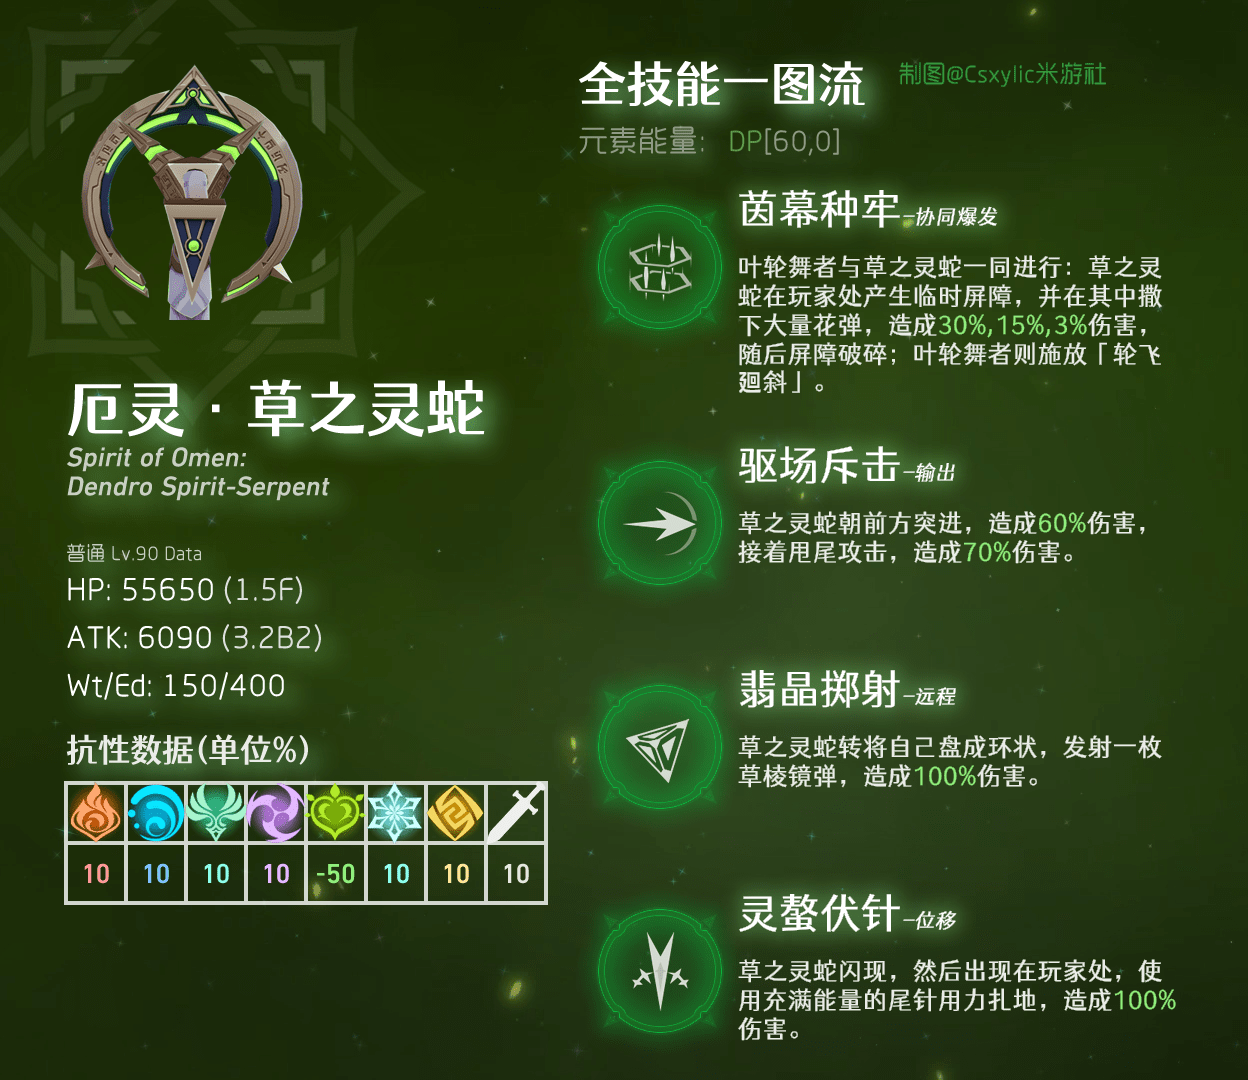 全技能一图流
制图@Csxylic米游社
元素能量： DP[60,0]
厄灵·草之灵蛇
Spirit of Omen:
Dendro Spirit-Serpent
普通 Lv.90 Data
HP: 55650 (1.5F)
ATK: 6090 (3.2B2)
Wt/Ed: 150/400
抗性数据(单位%)
10 10 10 10 -50 10 10 10
茵幕种牢-协同爆发
叶轮舞者与草之灵蛇一同进行：草之灵
蛇在玩家处产生临时屏障，并在其中撒
下大量花弹，造成30%,15%,3%伤害，
随后屏障破碎；叶轮舞者则施放「轮飞
廻斜」。
驱场斥击-输出
草之灵蛇朝前方突进，造成60%伤害，
接着甩尾攻击，造成70%伤害。
翡晶掷射-远程
草之灵蛇转将自己盘成环状，发射一枚
草棱镜弹，造成100%伤害。
灵螯伏针-位移
草之灵蛇闪现，然后出现在玩家处，使
用充满能量的尾针用力扎地，造成100%
伤害。